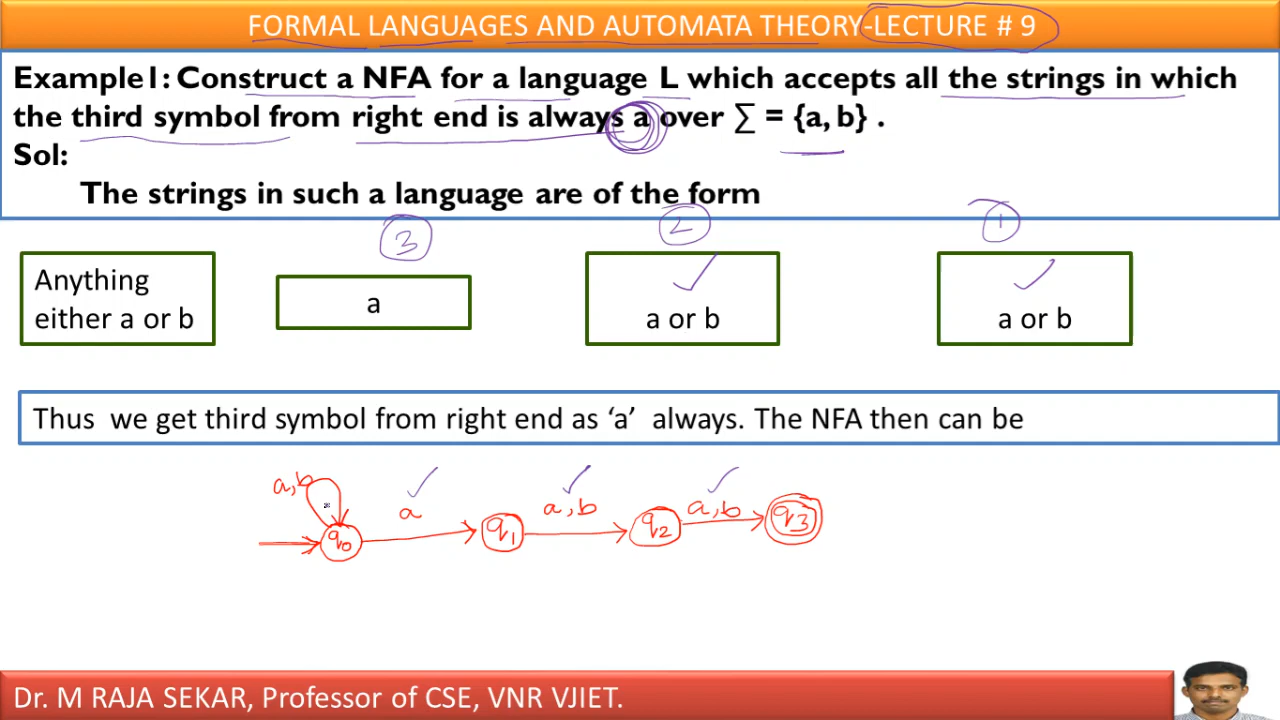 FORMAL LANGUAGES AND AUTOMATA THEORY-LECTURE # 9
Example1: Construct a NFA for a language L which accepts all the strings in which
the third symbol from right end is always a over ∑ = {a, b} .
Sol:
The strings in such a language are of the form
3 2 1
Anything
either a or b
a
a or b
a or b
Thus we get third symbol from right end as ‘a’ always. The NFA then can be
a,b a a,b a,b
q0 q1 q2 q3
Dr. M RAJA SEKAR, Professor of CSE, VNR VJIET.